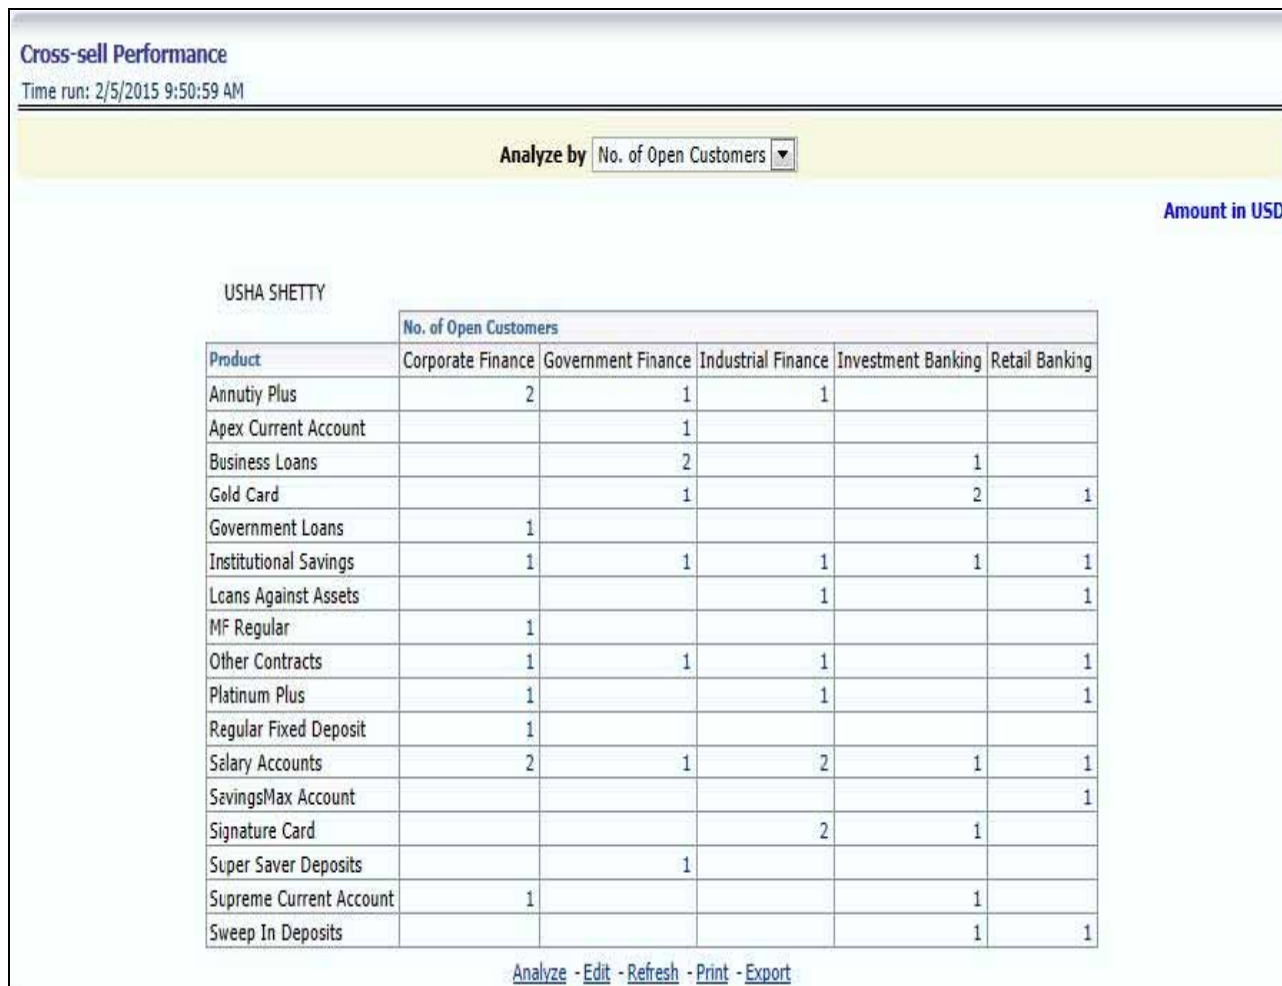 Cross-sell Performance
Time run: 2/5/2015 9:50:59 AM
Analyze by No. of Open Customers
Amount in USD
USHA SHETTY
No. of Open Customers
Product Corporate Finance Government Finance Industrial Finance Investment Banking Retail Banking
Annutiy Plus 2 1 1
Apex Current Account 1
Business Loans 2 1
Gold Card 1 2 1
Government Loans 1
Institutional Savings 1 1 1 1 1
Loans Against Assets 1 1
MF Regular 1
Other Contracts 1 1 1 1
Platinum Plus 1 1 1
Regular Fixed Deposit 1
Salary Accounts 2 1 2 1 1
SavingsMax Account 1
Signature Card 2 1
Super Saver Deposits 1
Supreme Current Account 1 1
Sweep In Deposits 1 1
Analyze - Edit - Refresh - Print - Export